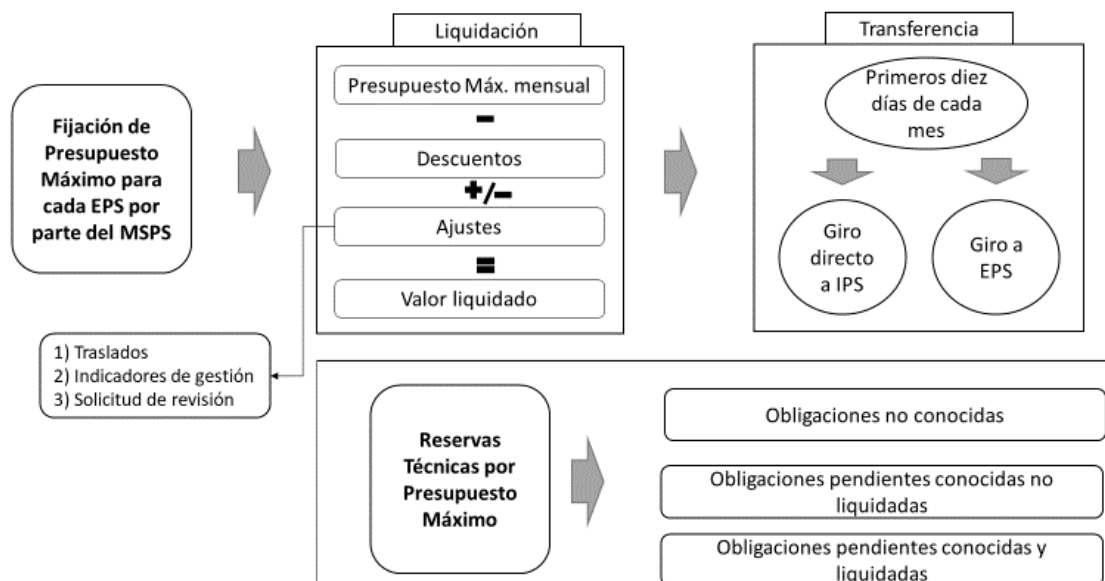 Liquidación
Transferencia
Fijación de
Presupuesto
Máximo para
cada EPS por
parte del MSPS
Presupuesto Máx. mensual
-
Descuentos
+/-
Ajustes
=
Valor liquidado
Primeros diez
días de cada
mes
Giro
directo
a IPS
Giro a
EPS
1) Traslados
2) Indicadores de gestión
3) Solicitud de revisión
Reservas
Técnicas por
Presupuesto
Máximo
Obligaciones no conocidas
Obligaciones pendientes conocidas no
liquidadas
Obligaciones pendientes conocidas y
liquidadas